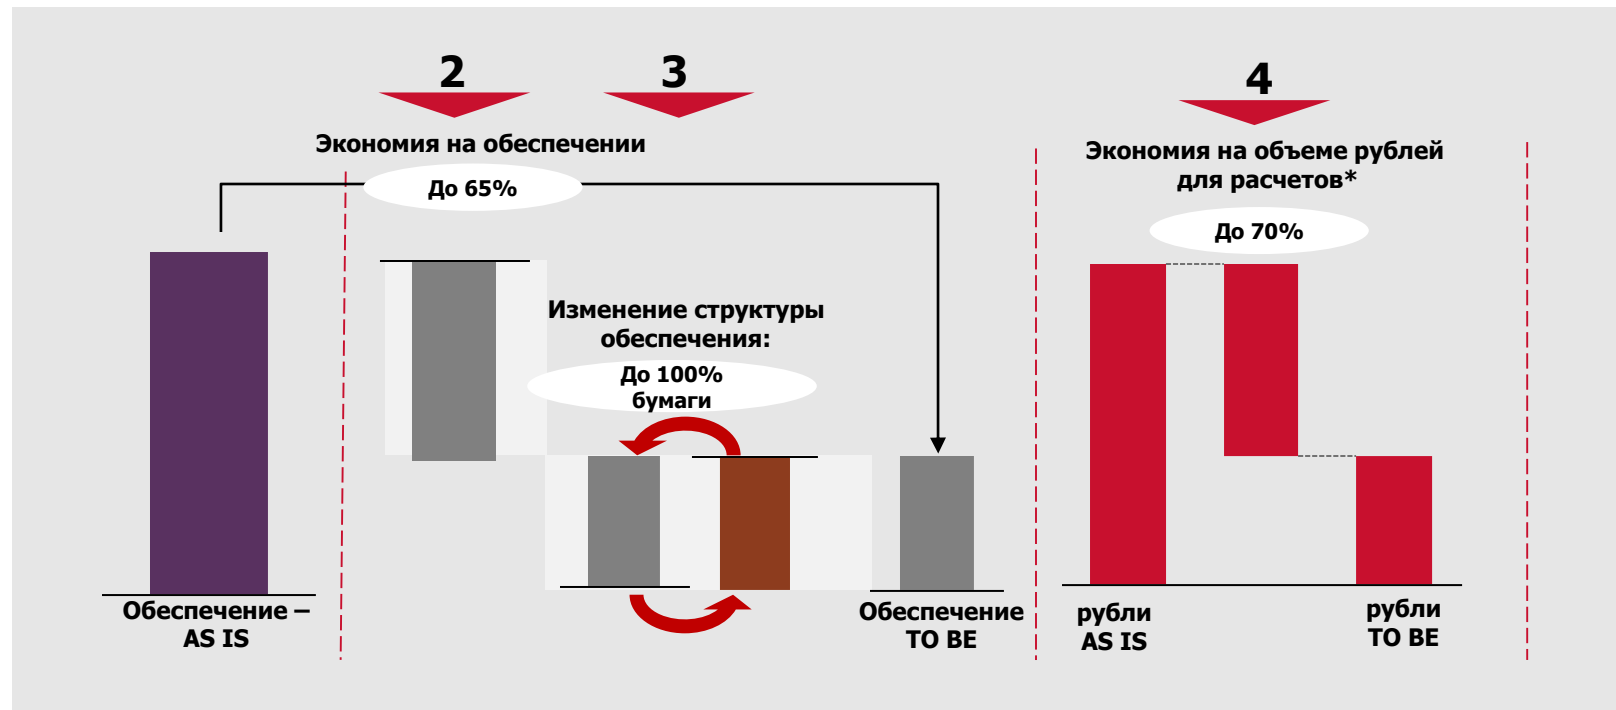 2
3
4
Экономия на обеспечении
До 65%
Изменение структуры
обеспечения:
До 100%
бумаги
Обеспечение –
AS IS
Обеспечение
TO BE
Экономия на объеме рублей
для расчетов*
До 70%
рубли
AS IS
рубли
TO BE